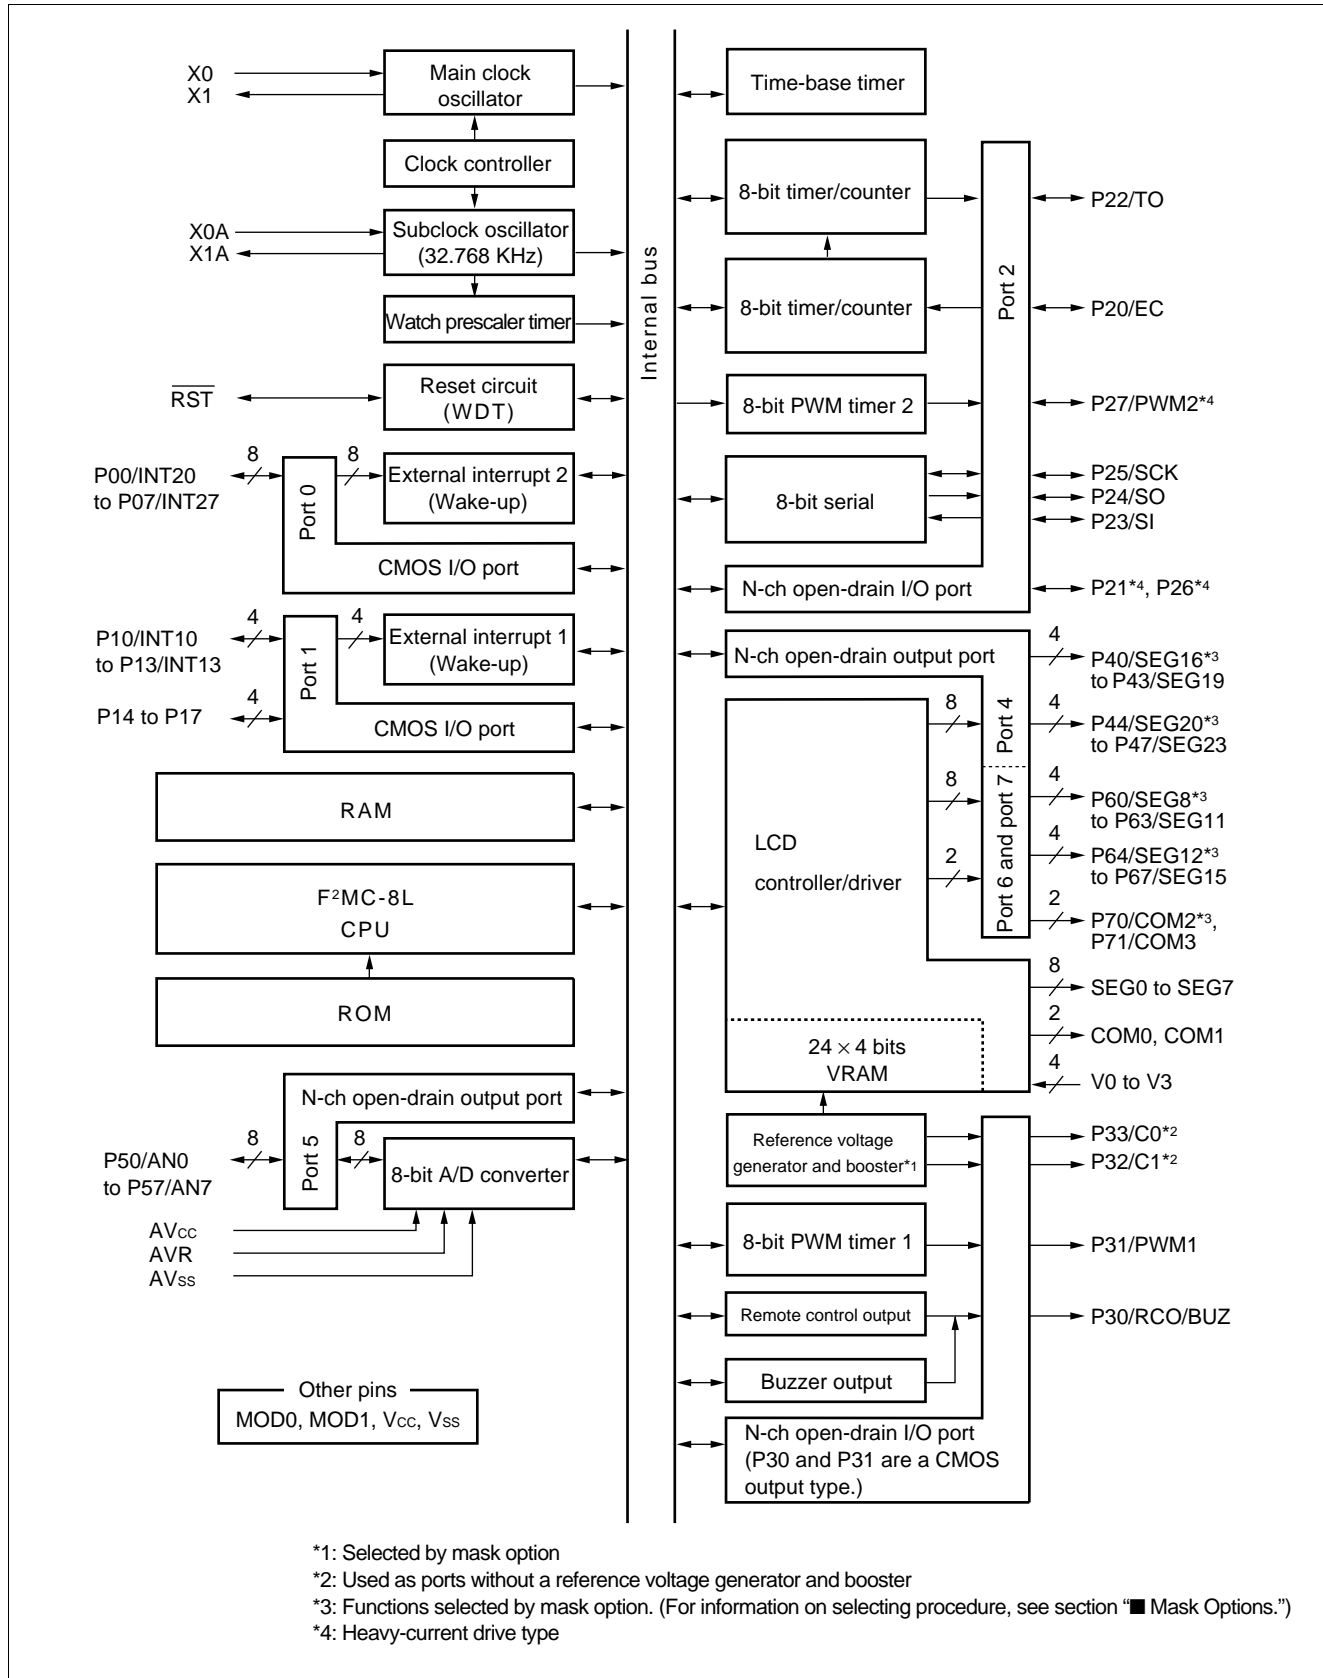 X0
X1
Main clock
oscillator
Clock controller
X0A
X1A
Subclock oscillator
(32.768 KHz)
Watch prescaler timer
RST
Reset circuit
(WDT)
P00/INT20
to P07/INT27
8
Port 0
8
External interrupt 2
(Wake-up)
CMOS I/O port
P10/INT10
to P13/INT13
4
Port 1
4
External interrupt 1
(Wake-up)
P14 to P17
4
CMOS I/O port
RAM
F²MC-8L
CPU
ROM
N-ch open-drain output port
P50/AN0
to P57/AN7
8
Port 5
8
8-bit A/D converter
AVCC
AVR
AVSS
Other pins
MOD0, MOD1, VCC, VSS
Internal bus
Time-base timer
8-bit timer/counter
Port 2
P22/TO
8-bit timer/counter
P20/EC
8-bit PWM timer 2
P27/PWM2*4
8-bit serial
P25/SCK
P24/SO
P23/SI
N-ch open-drain I/O port
P21*4, P26*4
N-ch open-drain output port
4
P40/SEG16*3
to P43/SEG19
8
Port 4
4
P44/SEG20*3
to P47/SEG23
LCD
controller/driver
8
Port 6 and port 7
4
P60/SEG8*3
to P63/SEG11
2
4
P64/SEG12*3
to P67/SEG15
2
P70/COM2*3,
P71/COM3
8
SEG0 to SEG7
2
COM0, COM1
24 × 4 bits
VRAM
4
V0 to V3
Reference voltage
generator and booster*1
P33/C0*2
P32/C1*2
8-bit PWM timer 1
P31/PWM1
Remote control output
P30/RCO/BUZ
Buzzer output
N-ch open-drain I/O port
(P30 and P31 are a CMOS
output type.)
*1: Selected by mask option
*2: Used as ports without a reference voltage generator and booster
*3: Functions selected by mask option. (For information on selecting procedure, see section “■ Mask Options.”)
*4: Heavy-current drive type